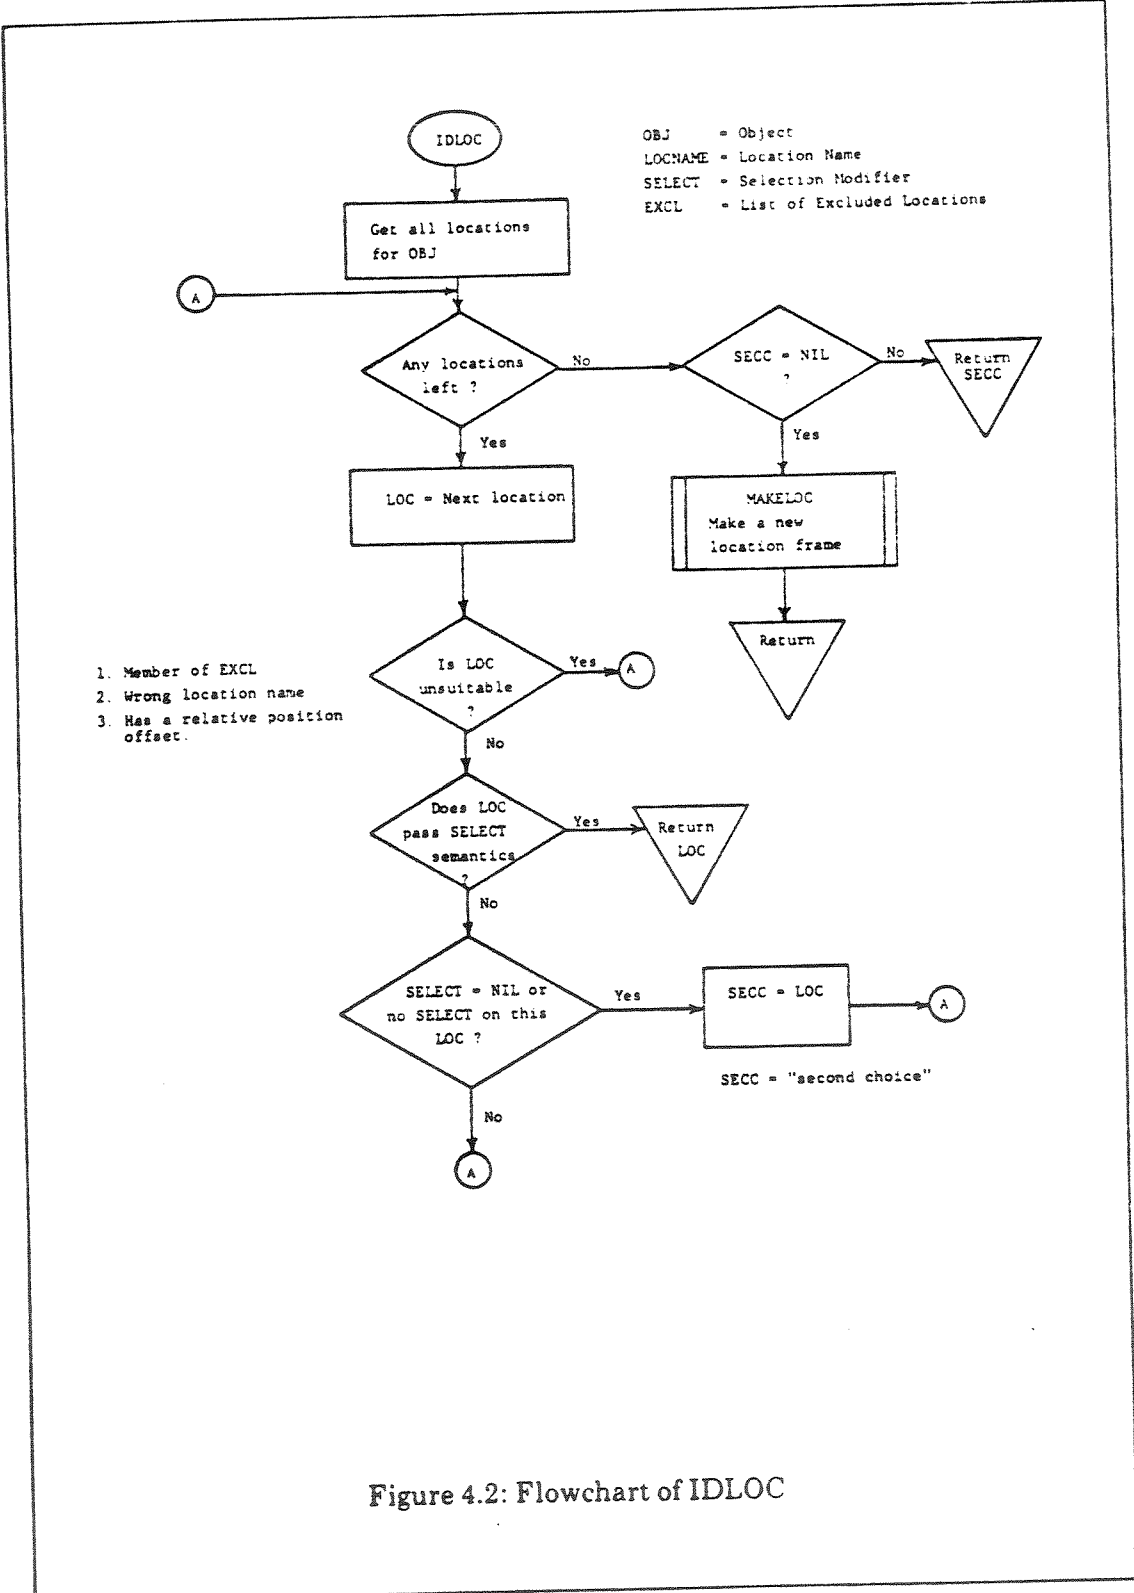 IDLOC
OBJ = Object
LOCNAME = Location Name
SELECT = Selection Modifier
EXCL = List of Excluded Locations
Get all locations
for OBJ
A
Any locations
left ?
No
SECC = NIL
?
No
Return
SECC
Yes
Yes
LOC = Next location
MAKELOC
Make a new
location frame
Return
1. Member of EXCL
2. Wrong location name
3. Has a relative position
offset.
Is LOC
unsuitable
?
Yes
A
No
Does LOC
pass SELECT
semantics
?
Yes
Return
LOC
No
SELECT = NIL or
no SELECT on this
LOC ?
Yes
SECC = LOC
A
SECC = "second choice"
No
A
Figure 4.2: Flowchart of IDLOC